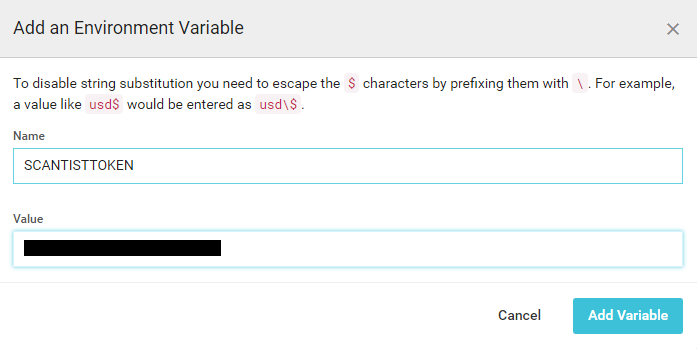 Add an Environment Variable
To disable string substitution you need to escape the $ characters by prefixing them with \ . For example,
a value like usd$ would be entered as usd\$ .
Name
SCANTISTTOKEN
Value
Cancel Add Variable